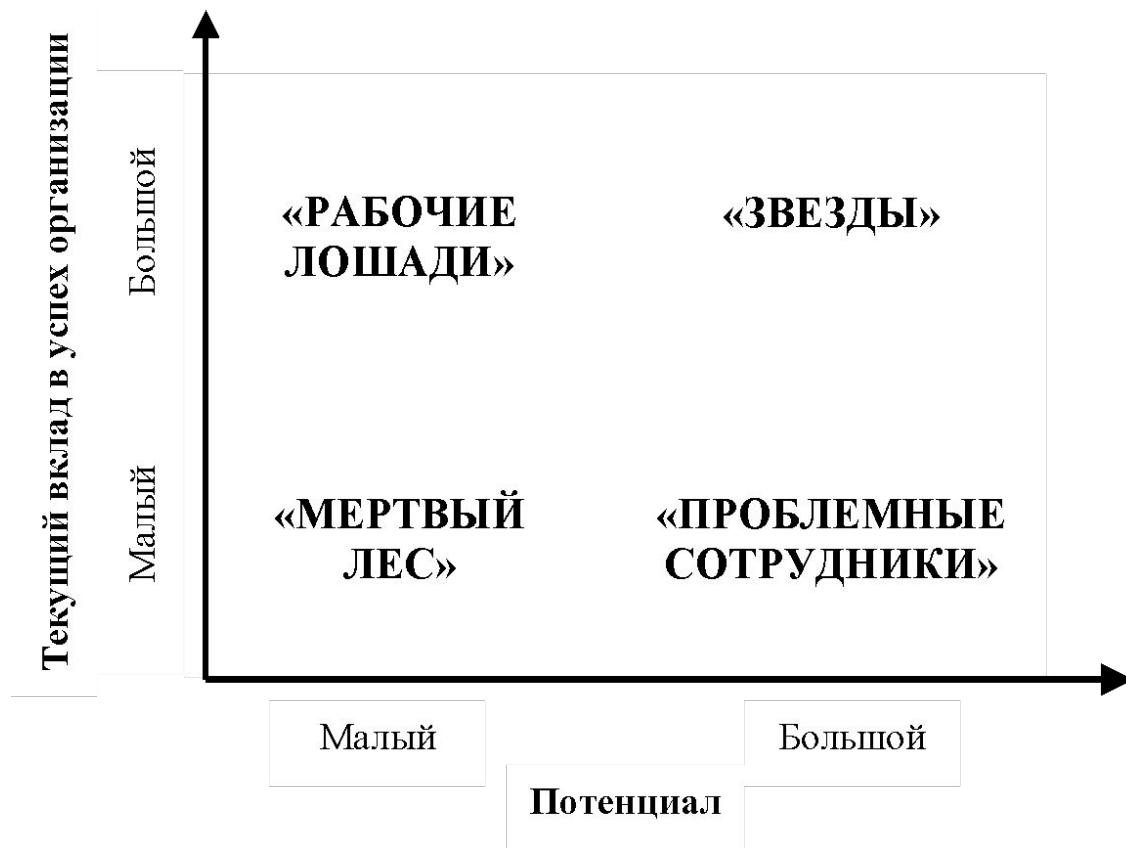 Текущий вклад в успех организации
Большой
Малый
«РАБОЧИЕ
ЛОШАДИ»
«ЗВЕЗДЫ»
«МЕРТВЫЙ
ЛЕС»
«ПРОБЛЕМНЫЕ
СОТРУДНИКИ»
Малый
Большой
Потенциал